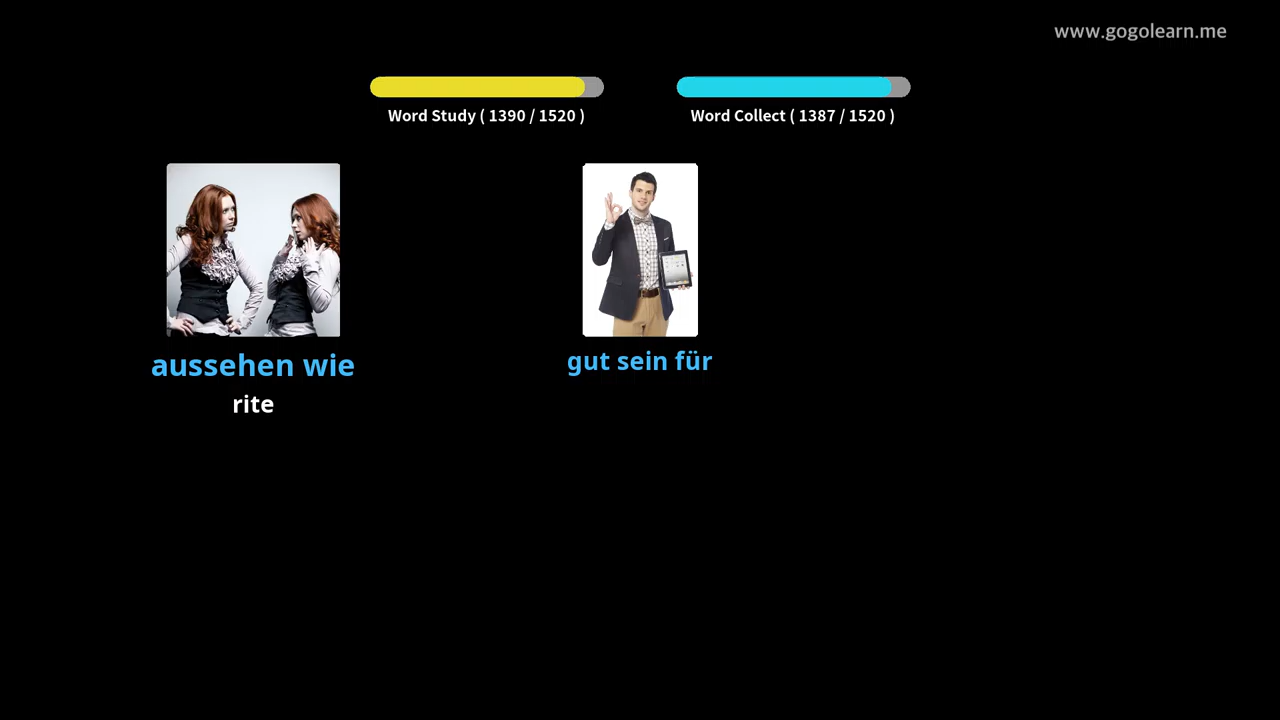 www.gogolearn.me
Word Study ( 1390 / 1520 )
Word Collect ( 1387 / 1520 )
aussehen wie
rite
gut sein für